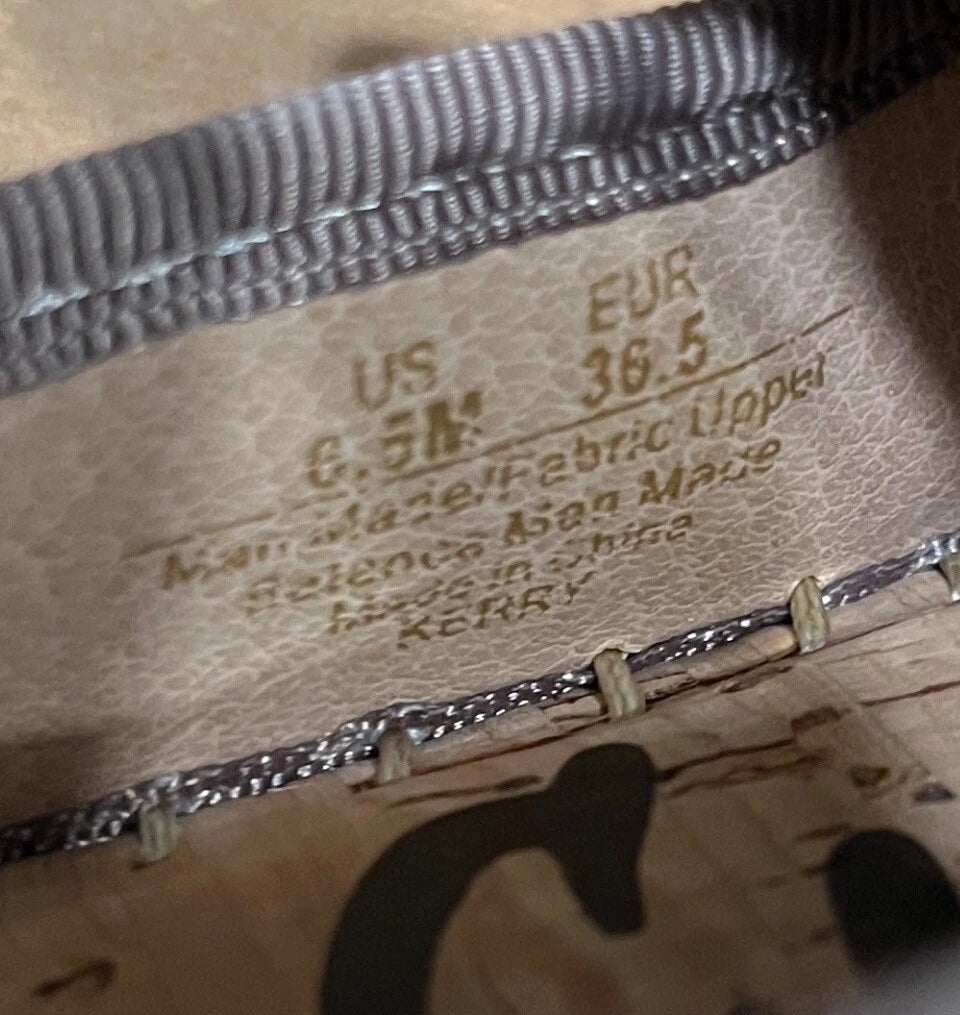 US EUR
6.5M 36.5
Man Made/Fabric Upper
Balance Man Made
Made in China
KERRY